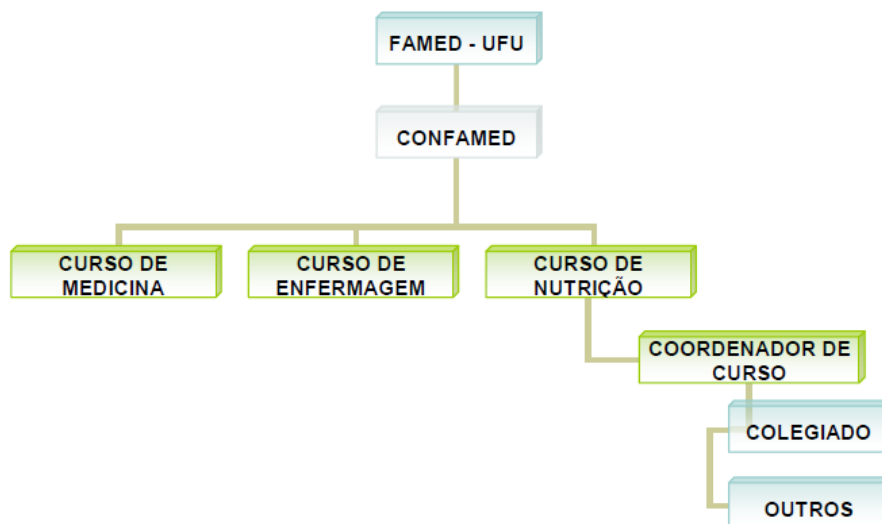 FAMED - UFU
CONFAMED
CURSO DE
MEDICINA
CURSO DE
ENFERMAGEM
CURSO DE
NUTRIÇÃO
COORDENADOR DE
CURSO
COLEGIADO
OUTROS